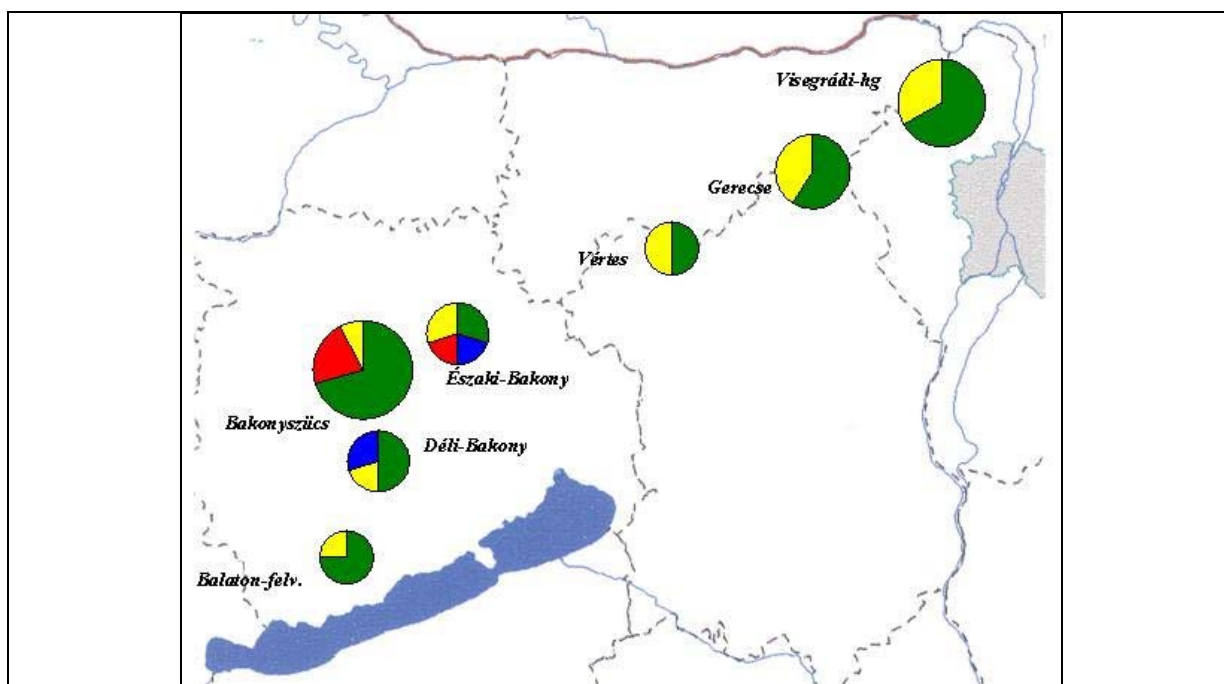 Visegrádi-hg
Gerecse
Vértes
Északi-Bakony
Bakonyszücs
Déli-Bakony
Balaton-felv.